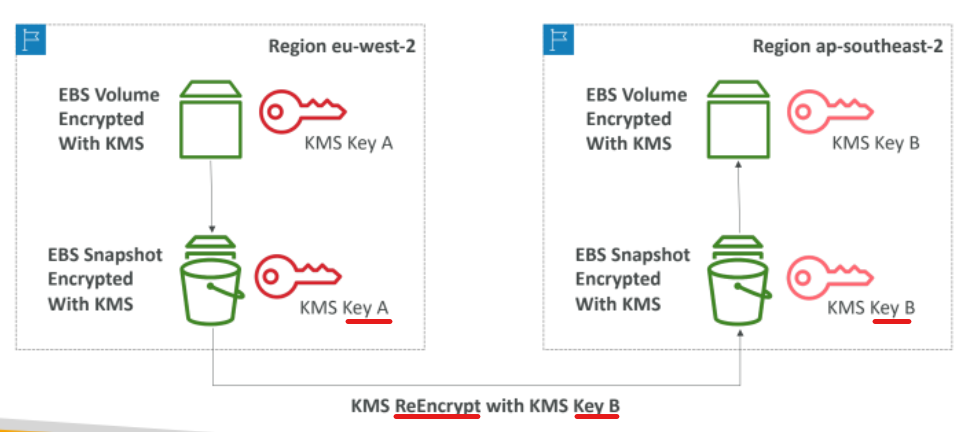 Region eu-west-2
EBS Volume
Encrypted
With KMS
KMS Key A
EBS Snapshot
Encrypted
With KMS
KMS Key A
Region ap-southeast-2
EBS Volume
Encrypted
With KMS
KMS Key B
EBS Snapshot
Encrypted
With KMS
KMS Key B
KMS ReEncrypt with KMS Key B